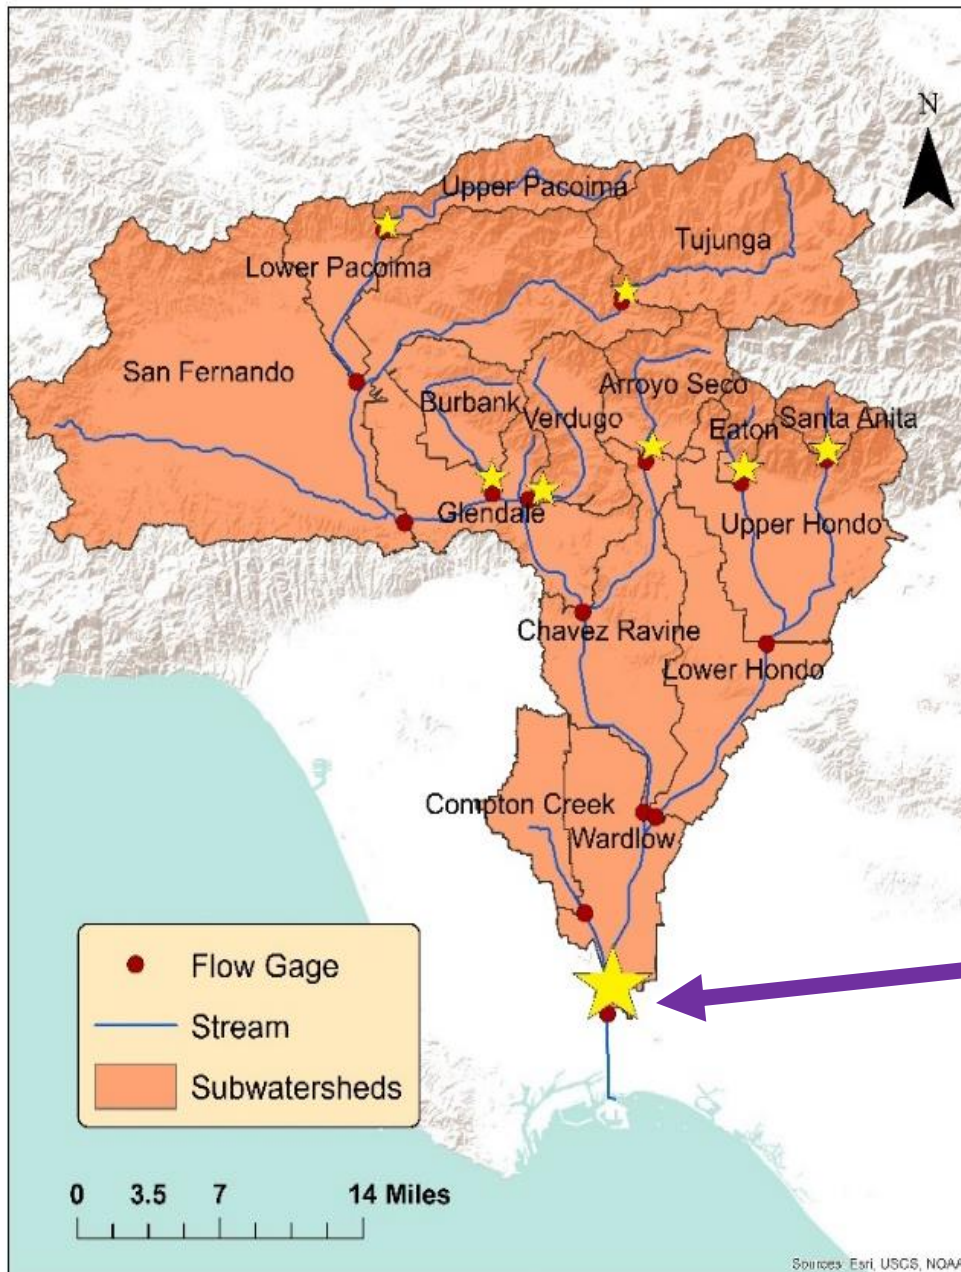 N
Upper Pacoima
Tujunga
Lower Pacoima
San Fernando
Arroyo Seco
Burbank
Verdugo
Santa Anita
Eaton
Glendale
Upper Hondo
Chavez Ravine
Lower Hondo
Compton Creek
Wardlow
Flow Gage
Stream
Subwatersheds
0 3.5 7 14 Miles
Sources: Esri, USGS, NOAA